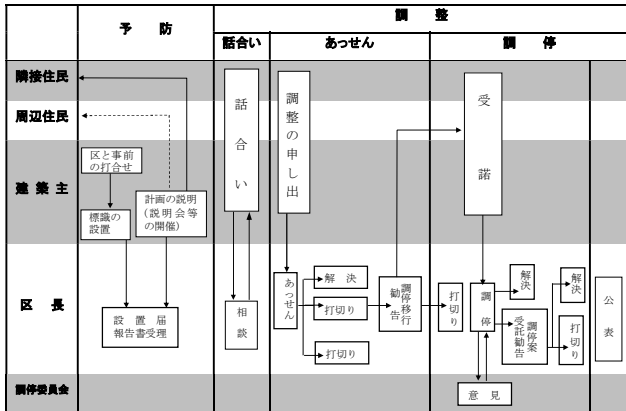 予 防
調 整
話合い
あっせん
調 停
隣接住民
周辺住民
建築主
区 長
調停委員会
区と事前
の打合せ
標識の
設置
計画の説明
(説明会等
の開催)
設 置 届
報告書受理
話合い
相談
調整の申し出
あっせん
解 決
打切り
打切り
調停移行
勧告
打切り
受諾
調停
解決
調停案
受託勧告
解決
打切り
意 見
公表